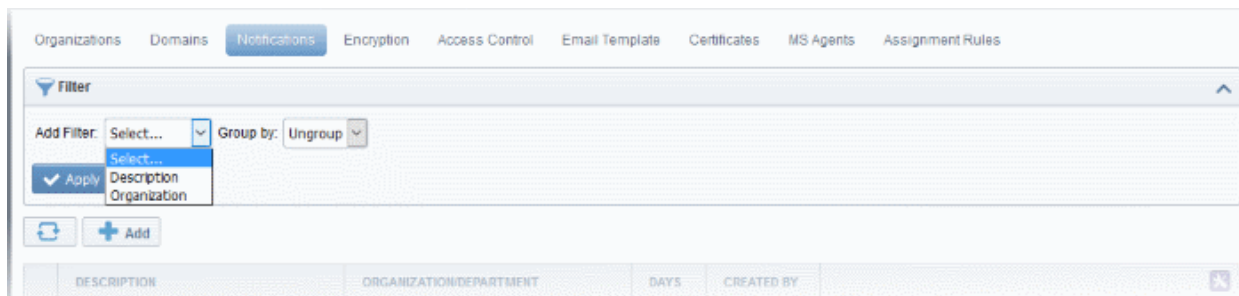 Organizations Domains Notifications Encryption Access Control Email Template Certificates MS Agents Assignment Rules
Filter
Add Filter: Select... Group by: Ungroup
Select...
Apply Description
Organization
Add
DESCRIPTION ORGANIZATION/DEPARTMENT DAYS CREATED BY